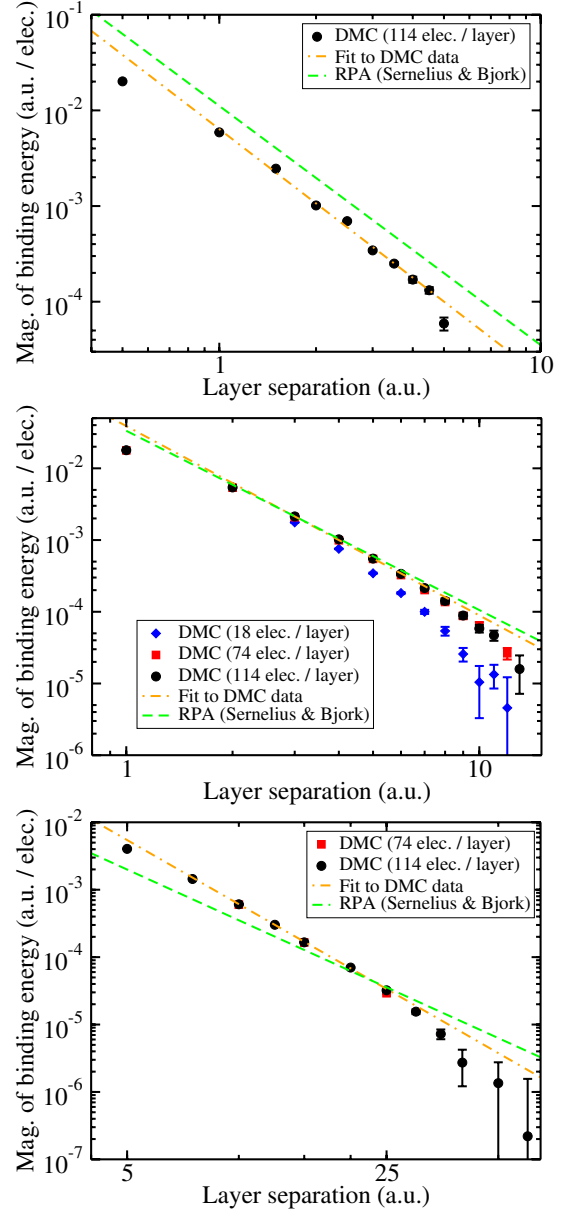 10^-1
10^-2
10^-3
10^-4
Mag. of binding energy (a.u. / elec.)
DMC (114 elec. / layer)
Fit to DMC data
RPA (Sernelius & Bjork)
1
10
Layer separation (a.u.)
10^-2
10^-3
10^-4
10^-5
10^-6
Mag. of binding energy (a.u. / elec.)
DMC (18 elec. / layer)
DMC (74 elec. / layer)
DMC (114 elec. / layer)
Fit to DMC data
RPA (Sernelius & Bjork)
1
10
Layer separation (a.u.)
10^-2
10^-3
10^-4
10^-5
10^-6
10^-7
Mag. of binding energy (a.u. / elec.)
DMC (74 elec. / layer)
DMC (114 elec. / layer)
Fit to DMC data
RPA (Sernelius & Bjork)
5
25
Layer separation (a.u.)